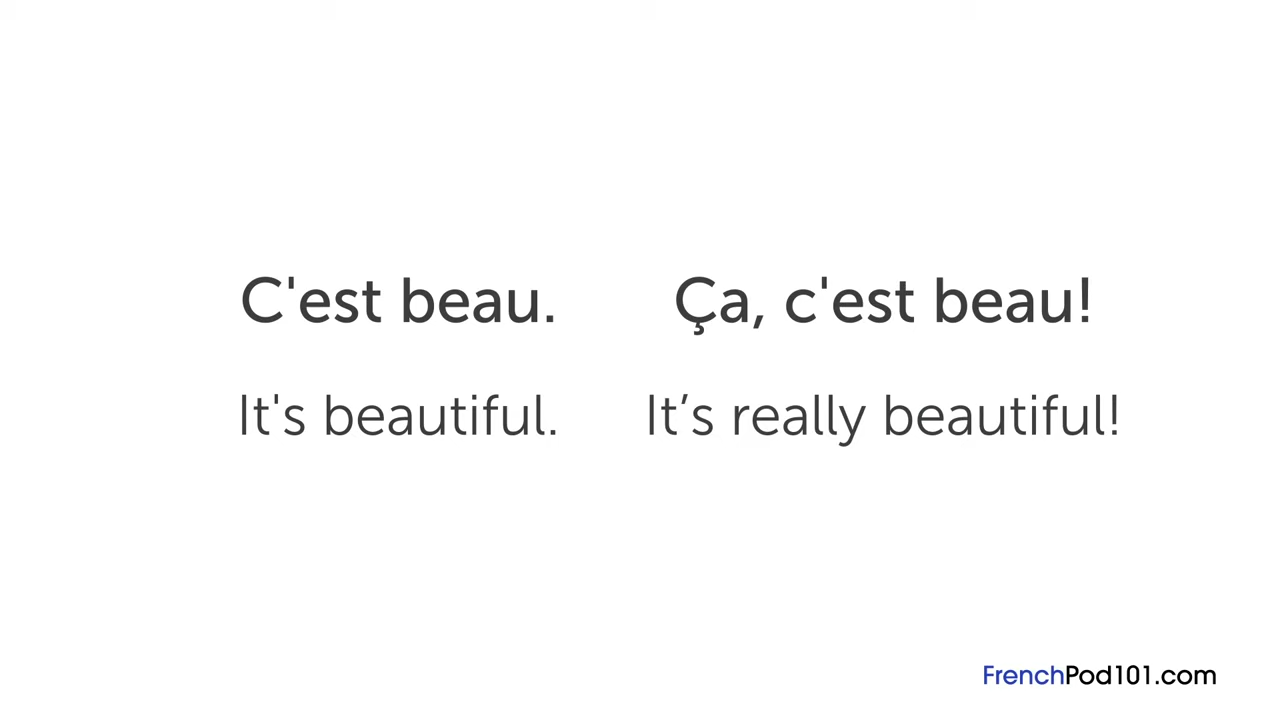 C'est beau.
Ça, c'est beau!
It's beautiful.
It’s really beautiful!
FrenchPod101.com